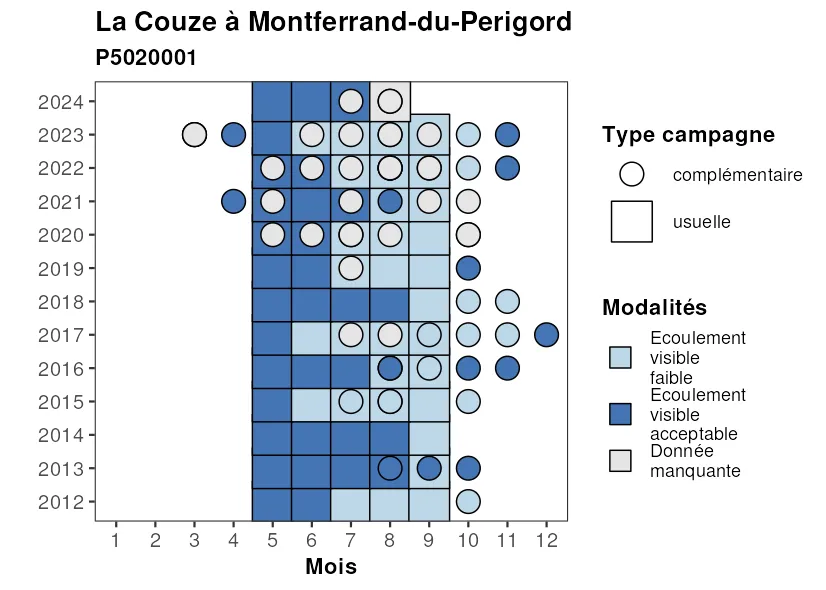 La Couze à Montferrand-du-Perigord
P5020001
2024
2023
2022
2021
2020
2019
2018
2017
2016
2015
2014
2013
2012
1 2 3 4 5 6 7 8 9 10 11 12
Mois
Type campagne
complémentaire
usuelle
Modalités
Ecoulement
visible
faible
Ecoulement
visible
acceptable
Donnée
manquante